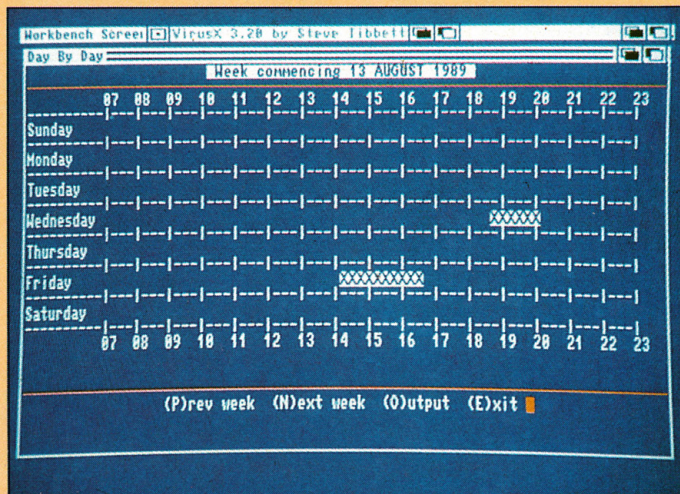 Workbench Screen VirusX 3.20 by Steve Tibbett
Day By Day
Week commencing 13 AUGUST 1989
07 08 09 10 11 12 13 14 15 16 17 18 19 20 21 22 23
Sunday
Monday
Tuesday
Wednesday
Thursday
Friday
Saturday
07 08 09 10 11 12 13 14 15 16 17 18 19 20 21 22 23
(P)rev week (N)ext week (O)utput (E)xit